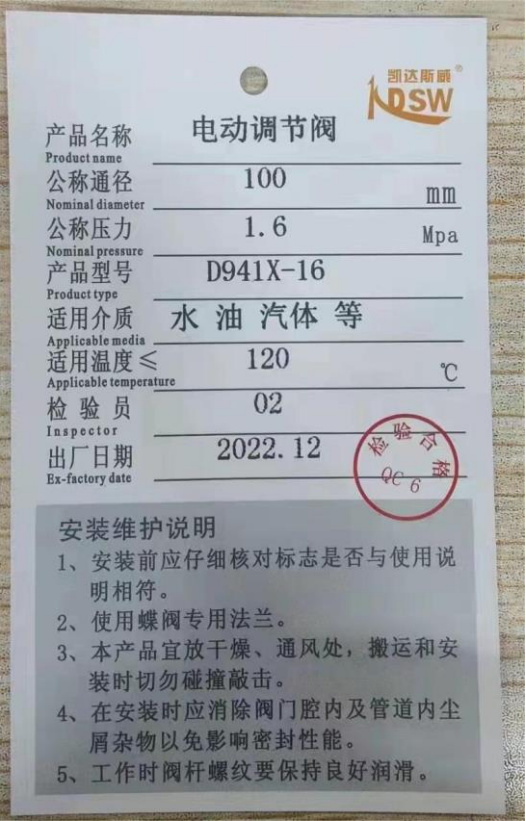 凯达斯威®
DSW
产品名称 电动调节阀
Product name
公称通径 100 mm
Nominal diameter
公称压力 1.6 Mpa
Nominal pressure
产品型号 D941X-16
Product type
适用介质 水 油 汽体 等
Applicable media
适用温度≤ 120 ℃
Applicable temperature
检验员 02
Inspector
出厂日期 2022.12
Ex-factory date
检验合格
QC 6
安装维护说明
1、安装前应仔细核对标志是否与使用说
明相符。
2、使用蝶阀专用法兰。
3、本产品宜放干燥、通风处，搬运和安
装时切勿碰撞敲击。
4、在安装时应消除阀门腔内及管道内尘
屑杂物以免影响密封性能。
5、工作时阀杆螺纹要保持良好润滑。